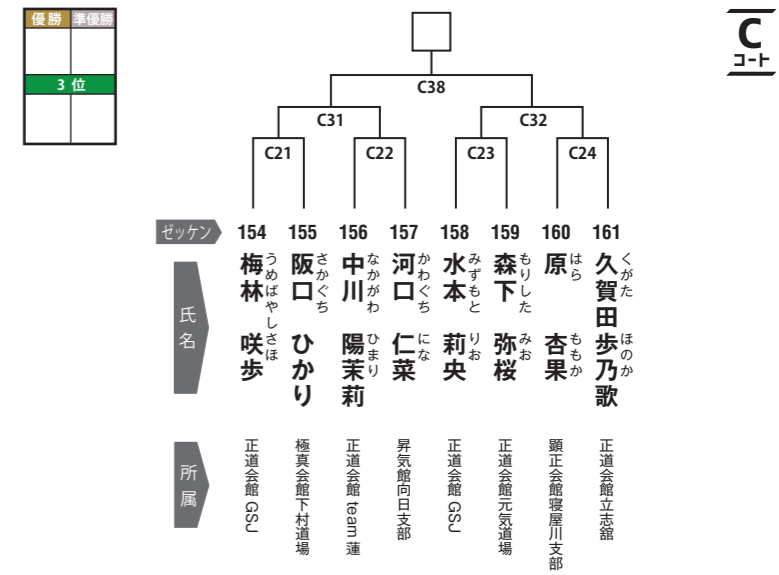 優勝 準優勝
3 位
C
コート
C38
C31 C32
C21 C22 C23 C24
ゼッケン 154 155 156 157 158 159 160 161
氏名
梅林 咲歩 うめばやし さほ
阪口 ひかり さかぐち
中川 陽茉莉 なかがわ ひまり
河口 仁菜 かわぐち にな
水本 莉央 みずもと りお
森下 弥桜 もりした みお
原 杏果 はら ももか
久賀田 歩乃歌 くがた ほのか
所属
正道会館 GSJ
極真会館下村道場
正道会館 team 蓮
昇気館向日支部
正道会館 GSJ
正道会館元気道場
顕正会館寝屋川支部
正道会館立志舘